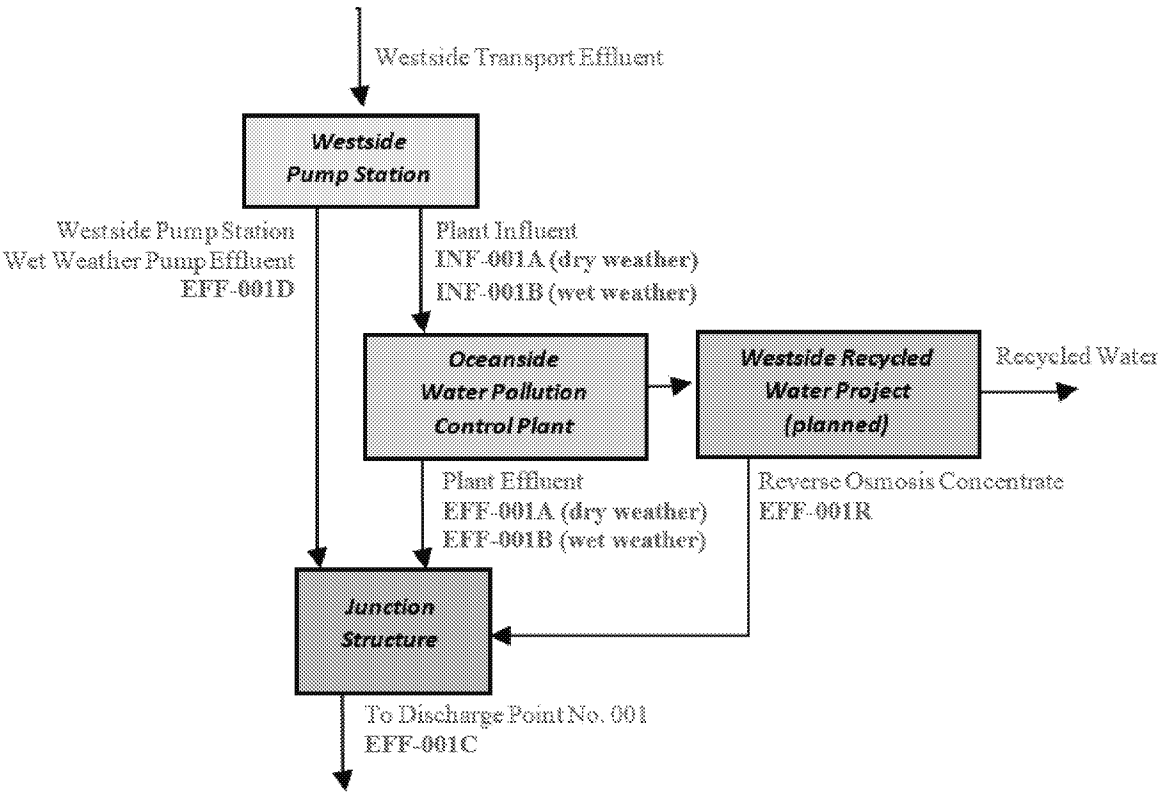 Westside Transport Effluent
Westside
Pump Station
Westside Pump Station
Wet Weather Pump Effluent
EFF-001D
Plant Influent
INF-001A (dry weather)
INF-001B (wet weather)
Oceanside
Water Pollution
Control Plant
Westside Recycled
Water Project
(planned)
Recycled Water
Plant Effluent
EFF-001A (dry weather)
EFF-001B (wet weather)
Reverse Osmosis Concentrate
EFF-001R
Junction
Structure
To Discharge Point No. 001
EFF-001C